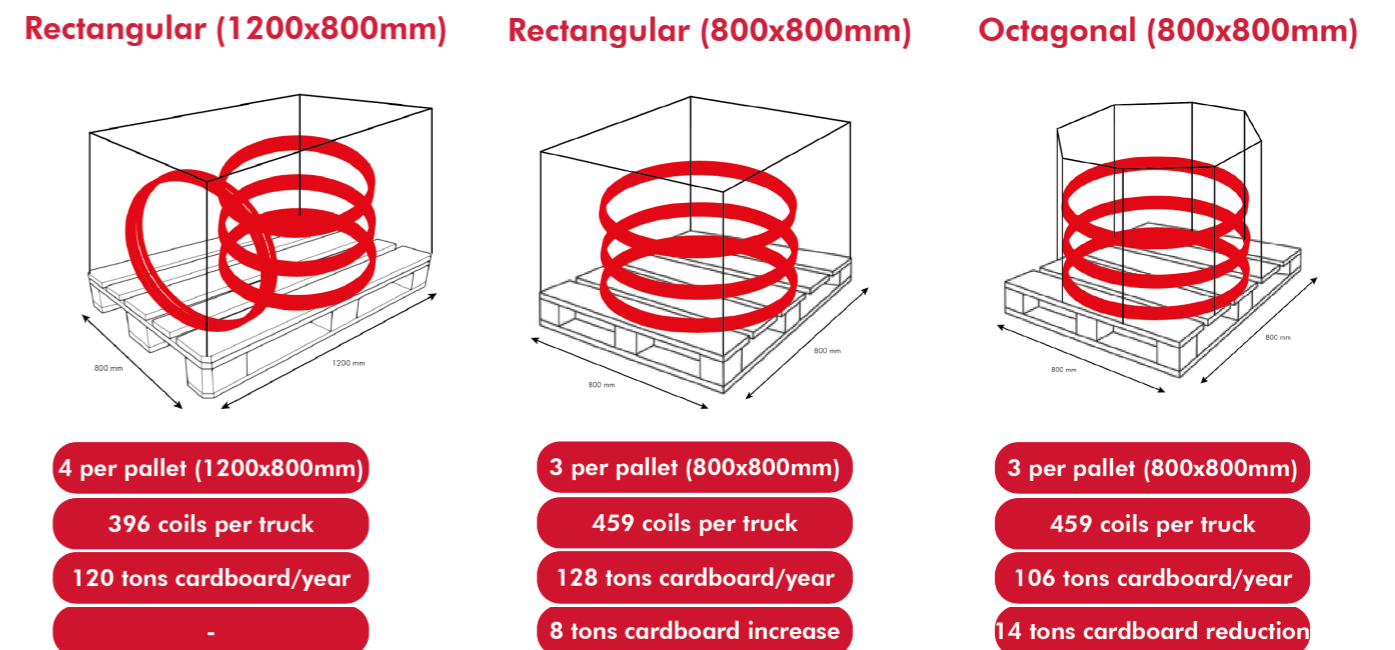 Rectangular (1200x800mm)
Rectangular (800x800mm)
Octagonal (800x800mm)
800 mm
1200 mm
800 mm
800 mm
800 mm
800 mm
4 per pallet (1200x800mm)
396 coils per truck
120 tons cardboard/year
-
3 per pallet (800x800mm)
459 coils per truck
128 tons cardboard/year
8 tons cardboard increase
3 per pallet (800x800mm)
459 coils per truck
106 tons cardboard/year
14 tons cardboard reduction